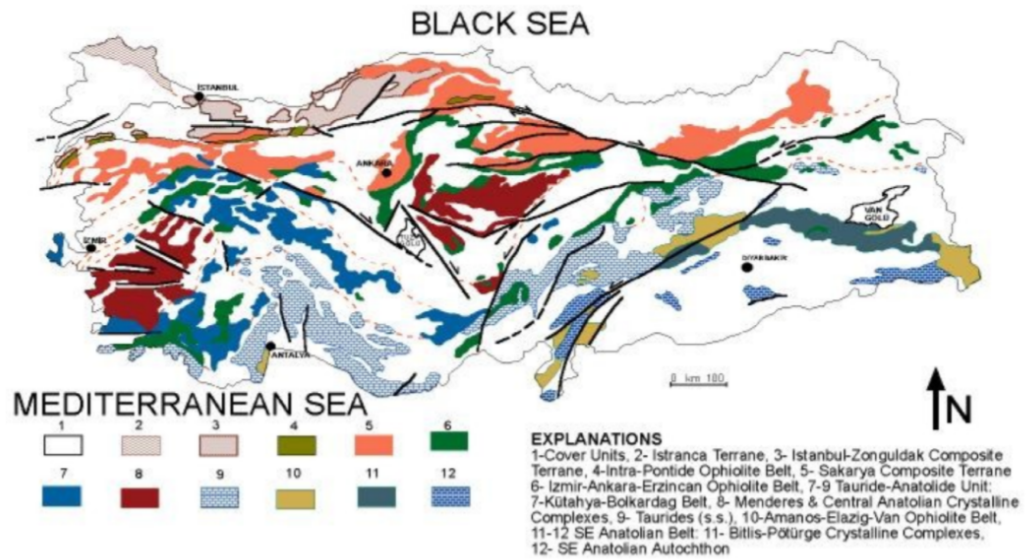 BLACK SEA
İSTANBUL
ANKARA
VAN
GOLU
İZMİR
DIYARBAKIR
ANTALYA
0 km 100
MEDITERRANEAN SEA
N
1 2 3 4 5 6
7 8 9 10 11 12
EXPLANATIONS
1-Cover Units, 2- Istranca Terrane, 3- Istanbul-Zonguldak Composite
Terrane, 4-Intra-Pontide Ophiolite Belt, 5- Sakarya Composite Terrane
6- Izmir-Ankara-Erzincan Ophiolite Belt, 7-9 Tauride-Anatolide Unit:
7-Kütahya-Bolkardag Belt, 8- Menderes & Central Anatolian Crystalline
Complexes, 9- Taurides (s.s.), 10-Amanos-Elazig-Van Ophiolite Belt,
11-12 SE Anatolian Belt: 11- Bitlis-Pötürge Crystalline Complexes,
12- SE Anatolian Autochthon